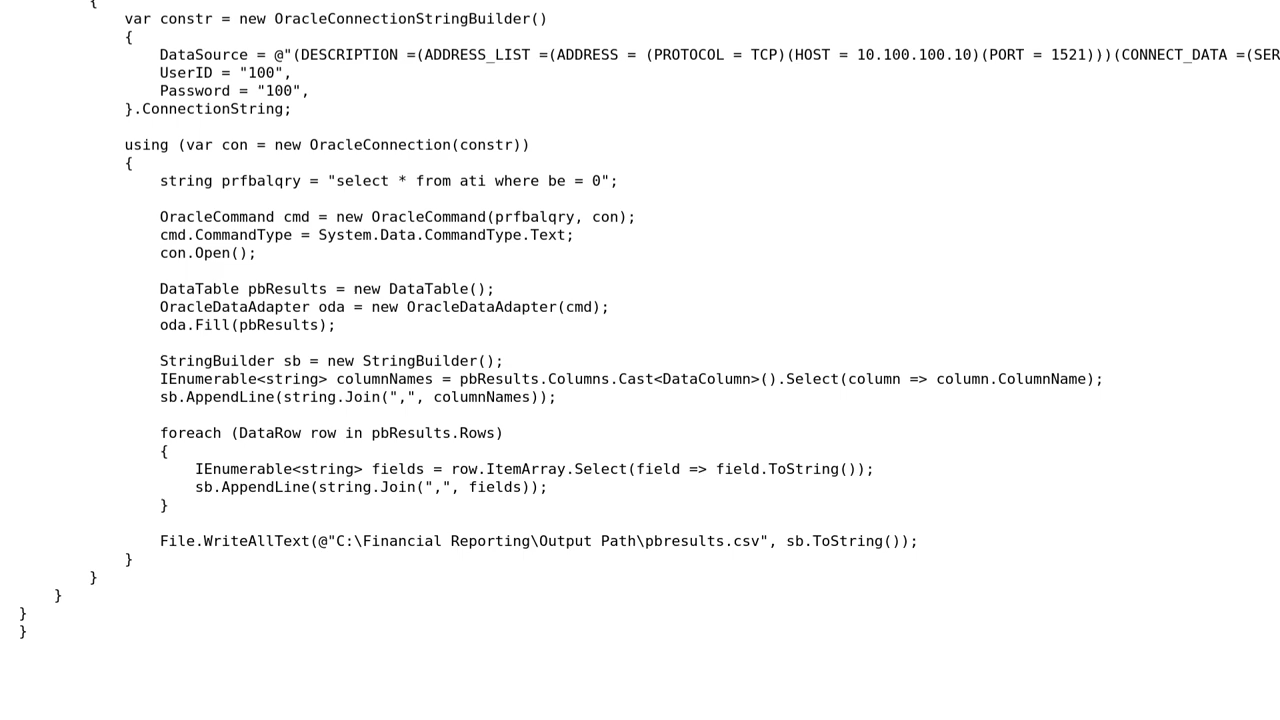 {
var constr = new OracleConnectionStringBuilder()
{
DataSource = @"(DESCRIPTION =(ADDRESS_LIST =(ADDRESS = (PROTOCOL = TCP)(HOST = 10.100.100.10)(PORT = 1521)))(CONNECT_DATA =(SER
UserID = "100",
Password = "100",
}.ConnectionString;
using (var con = new OracleConnection(constr))
{
string prfbalqry = "select * from ati where be = 0";
OracleCommand cmd = new OracleCommand(prfbalqry, con);
cmd.CommandType = System.Data.CommandType.Text;
con.Open();
DataTable pbResults = new DataTable();
OracleDataAdapter oda = new OracleDataAdapter(cmd);
oda.Fill(pbResults);
StringBuilder sb = new StringBuilder();
IEnumerable<string> columnNames = pbResults.Columns.Cast<DataColumn>().Select(column => column.ColumnName);
sb.AppendLine(string.Join(",", columnNames));
foreach (DataRow row in pbResults.Rows)
{
IEnumerable<string> fields = row.ItemArray.Select(field => field.ToString());
sb.AppendLine(string.Join(",", fields));
}
File.WriteAllText(@"C:\Financial Reporting\Output Path\pbresults.csv", sb.ToString());
}
}
}
}
}